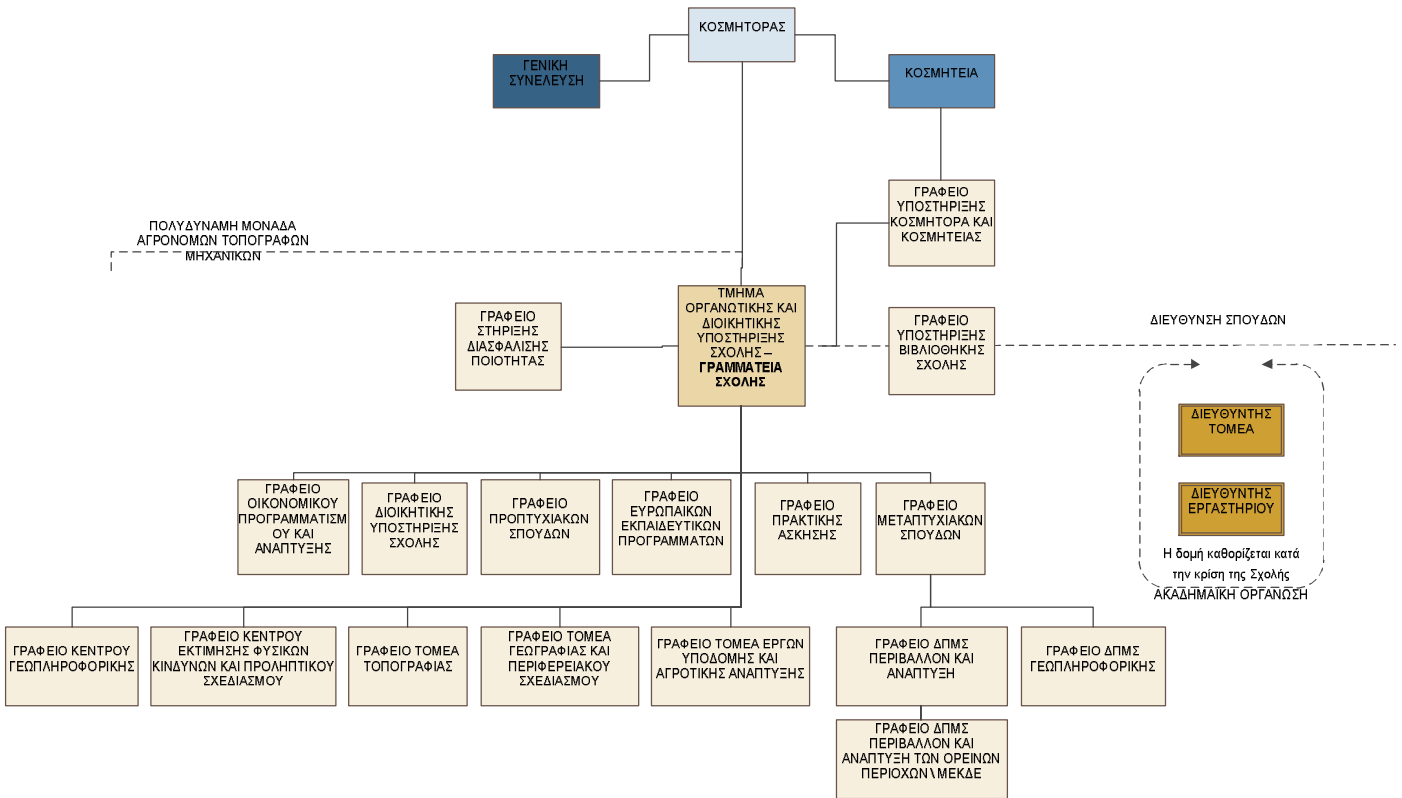 ΚΟΣΜΗΤΟΡΑΣ
ΓΕΝΙΚΗ
ΣΥΝΕΛΕΥΣΗ
ΚΟΣΜΗΤΕΙΑ
ΓΡΑΦΕΙΟ
ΥΠΟΣΤΗΡΙΞΗΣ
ΚΟΣΜΗΤΟΡΑ ΚΑΙ
ΚΟΣΜΗΤΕΙΑΣ
ΠΟΛΥΔΥΝΑΜΗ ΜΟΝΑΔΑ
ΑΓΡΟΝΟΜΩΝ ΤΟΠΟΓΡΑΦΩΝ
ΜΗΧΑΝΙΚΩΝ
ΓΡΑΦΕΙΟ
ΣΤΗΡΙΞΗΣ
ΔΙΑΣΦΑΛΙΣΗΣ
ΠΟΙΟΤΗΤΑΣ
ΤΜΗΜΑ
ΟΡΓΑΝΩΤΙΚΗΣ ΚΑΙ
ΔΙΟΙΚΗΤΙΚΗΣ
ΥΠΟΣΤΗΡΙΞΗΣ
ΣΧΟΛΗΣ –
ΓΡΑΜΜΑΤΕΙΑ
ΣΧΟΛΗΣ
ΓΡΑΦΕΙΟ
ΥΠΟΣΤΗΡΙΞΗΣ
ΒΙΒΛΙΟΘΗΚΗΣ
ΣΧΟΛΗΣ
ΔΙΕΥΘΥΝΣΗ ΣΠΟΥΔΩΝ
ΔΙΕΥΘΥΝΤΗΣ
ΤΟΜΕΑ
ΔΙΕΥΘΥΝΤΗΣ
ΕΡΓΑΣΤΗΡΙΟΥ
Η δομή καθορίζεται κατά
την κρίση της Σχολής
ΑΚΑΔΗΜΑΪΚΗ ΟΡΓΑΝΩΣΗ
ΓΡΑΦΕΙΟ
ΟΙΚΟΝΟΜΙΚΟΥ
ΠΡΟΓΡΑΜΜΑΤΙΣΜ
ΟΥ ΚΑΙ
ΑΝΑΠΤΥΞΗΣ
ΓΡΑΦΕΙΟ
ΔΙΟΙΚΗΤΙΚΗΣ
ΥΠΟΣΤΗΡΙΞΗΣ
ΣΧΟΛΗΣ
ΓΡΑΦΕΙΟ
ΠΡΟΠΤΥΧΙΑΚΩΝ
ΣΠΟΥΔΩΝ
ΓΡΑΦΕΙΟ
ΕΥΡΩΠΑΙΚΩΝ
ΕΚΠΑΙΔΕΥΤΙΚΩΝ
ΠΡΟΓΡΑΜΜΑΤΩΝ
ΓΡΑΦΕΙΟ
ΠΡΑΚΤΙΚΗΣ
ΑΣΚΗΣΗΣ
ΓΡΑΦΕΙΟ
ΜΕΤΑΠΤΥΧΙΑΚΩΝ
ΣΠΟΥΔΩΝ
ΓΡΑΦΕΙΟ ΚΕΝΤΡΟΥ
ΓΕΩΠΛΗΡΟΦΟΡΙΚΗΣ
ΓΡΑΦΕΙΟ ΚΕΝΤΡΟΥ
ΕΚΤΙΜΗΣΗΣ ΦΥΣΙΚΩΝ
ΚΙΝΔΥΝΩΝ ΚΑΙ ΠΡΟΛΗΠΤΙΚΟΥ
ΣΧΕΔΙΑΣΜΟΥ
ΓΡΑΦΕΙΟ ΤΟΜΕΑ
ΤΟΠΟΓΡΑΦΙΑΣ
ΓΡΑΦΕΙΟ ΤΟΜΕΑ
ΓΕΩΓΡΑΦΙΑΣ ΚΑΙ
ΠΕΡΙΦΕΡΕΙΑΚΟΥ
ΣΧΕΔΙΑΣΜΟΥ
ΓΡΑΦΕΙΟ ΤΟΜΕΑ ΕΡΓΩΝ
ΥΠΟΔΟΜΗΣ ΚΑΙ
ΑΓΡΟΤΙΚΗΣ ΑΝΑΠΤΥΞΗΣ
ΓΡΑΦΕΙΟ ΔΠΜΣ
ΠΕΡΙΒΑΛΛΟΝ ΚΑΙ
ΑΝΑΠΤΥΞΗ
ΓΡΑΦΕΙΟ ΔΠΜΣ
ΓΕΩΠΛΗΡΟΦΟΡΙΚΗΣ
ΓΡΑΦΕΙΟ ΔΠΜΣ
ΠΕΡΙΒΑΛΛΟΝ ΚΑΙ
ΑΝΑΠΤΥΞΗ ΤΩΝ ΟΡΕΙΝΩΝ
ΠΕΡΙΟΧΩΝ \ ΜΕΚΔΕ